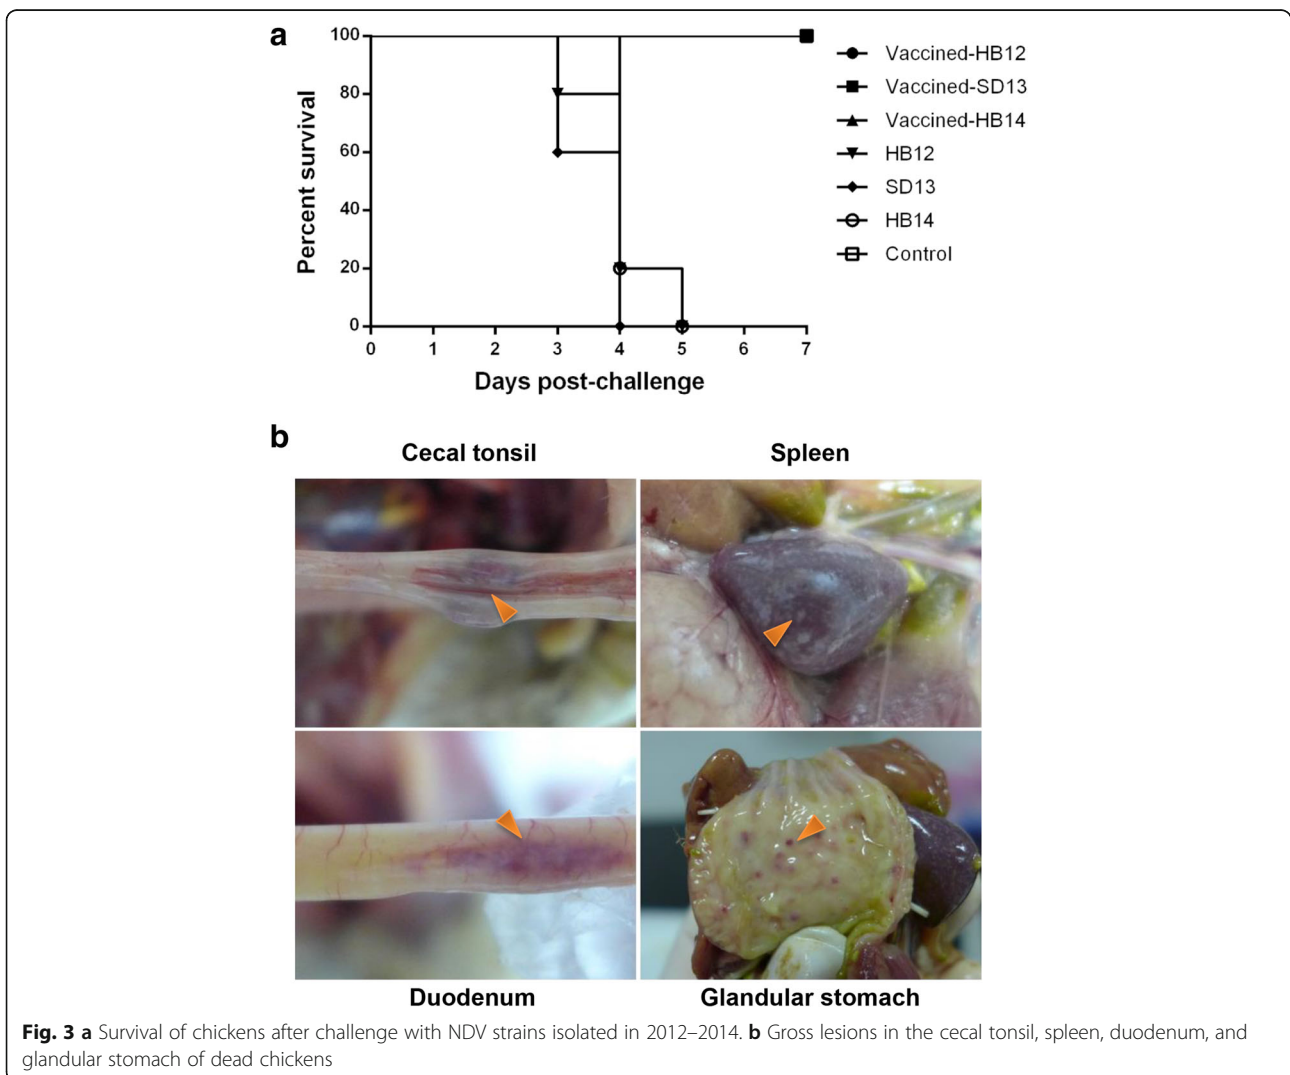 a
100
80
60
40
20
0
Percent survival
0 1 2 3 4 5 6 7
Days post-challenge
Vaccined-HB12
Vaccined-SD13
Vaccined-HB14
HB12
SD13
HB14
Control
b
Cecal tonsil Spleen
Duodenum Glandular stomach
Fig. 3 a Survival of chickens after challenge with NDV strains isolated in 2012–2014. b Gross lesions in the cecal tonsil, spleen, duodenum, and
glandular stomach of dead chickens